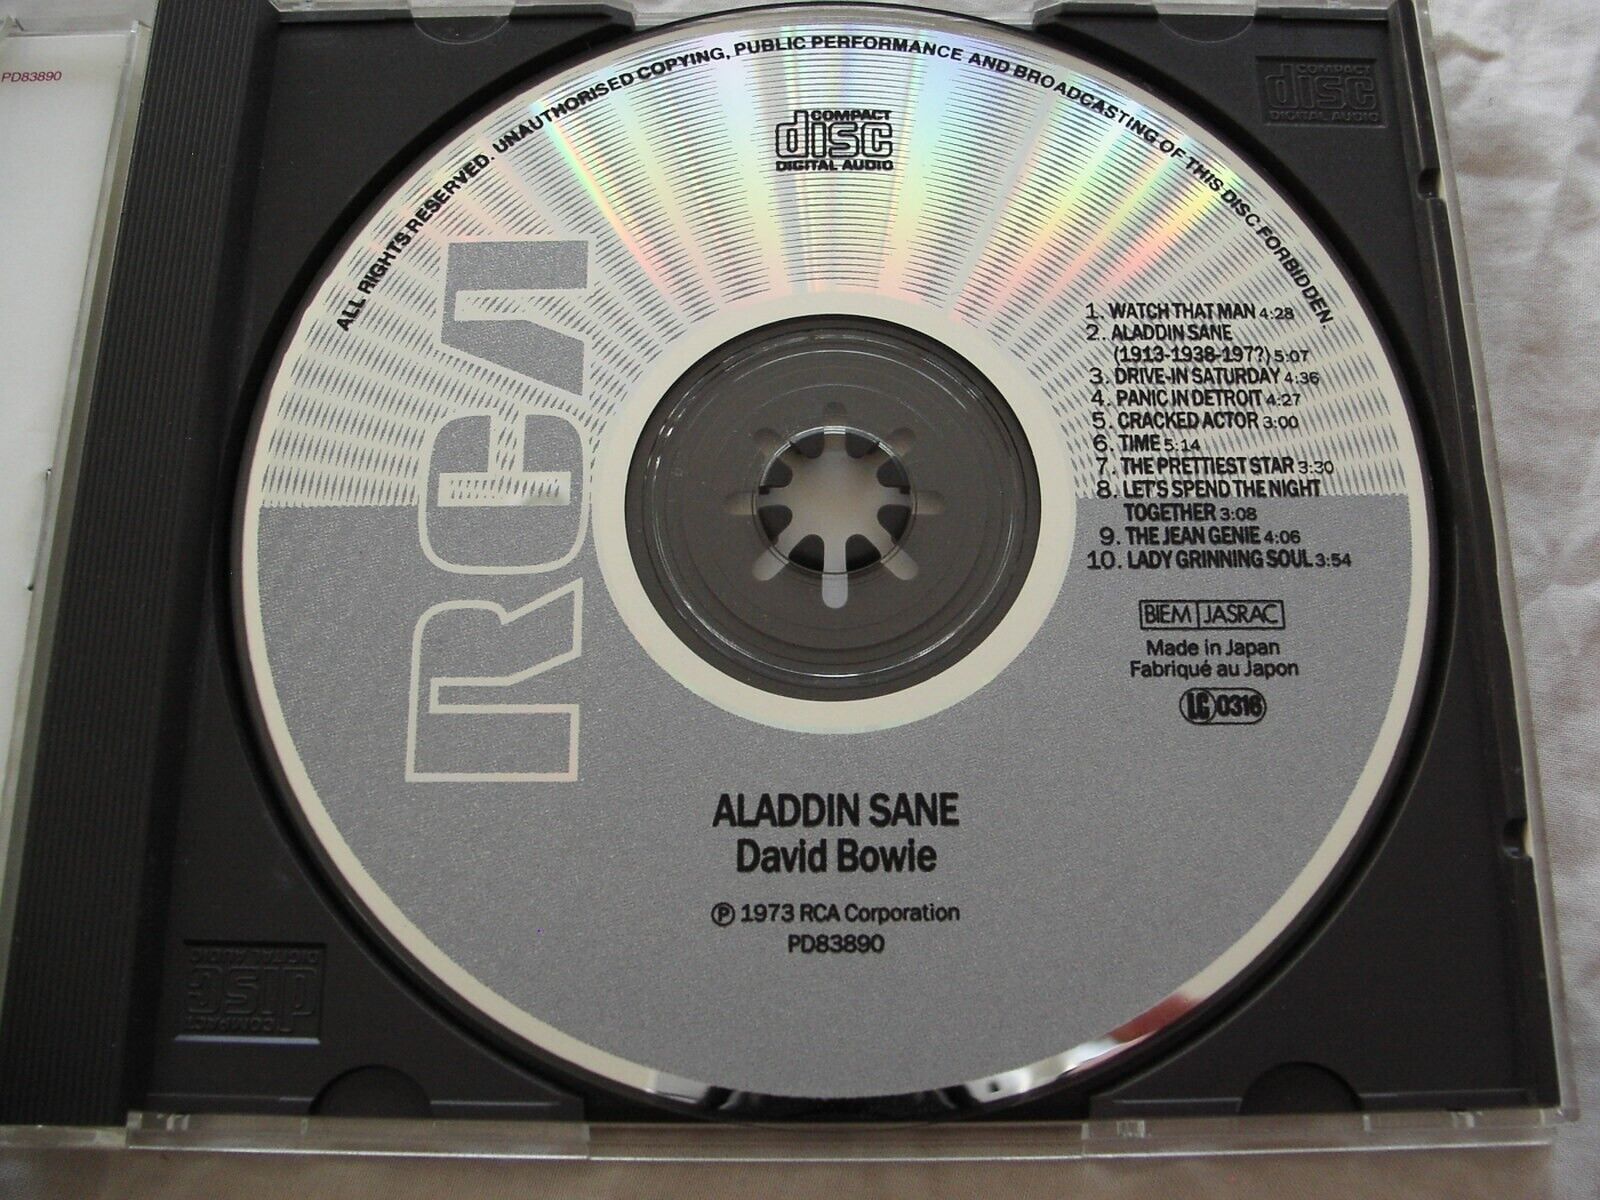 PD83890
ALL RIGHTS RESERVED. UNAUTHORISED COPYING, PUBLIC PERFORMANCE AND BROADCASTING OF THIS DISC FORBIDDEN.
COMPACT
disc
DIGITAL AUDIO
COMPACT
disc
DIGITAL AUDIO
RCA
1. WATCH THAT MAN 4:28
2. ALADDIN SANE
(1913-1938-197?) 5:07
3. DRIVE-IN SATURDAY 4:36
4. PANIC IN DETROIT 4:27
5. CRACKED ACTOR 3:00
6. TIME 5:14
7. THE PRETTIEST STAR 3:30
8. LET'S SPEND THE NIGHT
TOGETHER 3:08
9. THE JEAN GENIE 4:06
10. LADY GRINNING SOUL 3:54
BIEM JASRAC
Made in Japan
Fabriqué au Japon
LC 0316
ALADDIN SANE
David Bowie
℗ 1973 RCA Corporation
PD83890
COMPACT
disc
DIGITAL AUDIO